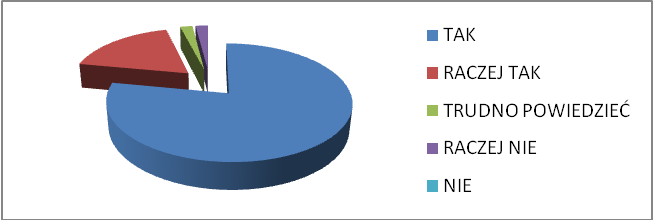 TAK
RACZEJ TAK
TRUDNO POWIEDZIEĆ
RACZEJ NIE
NIE